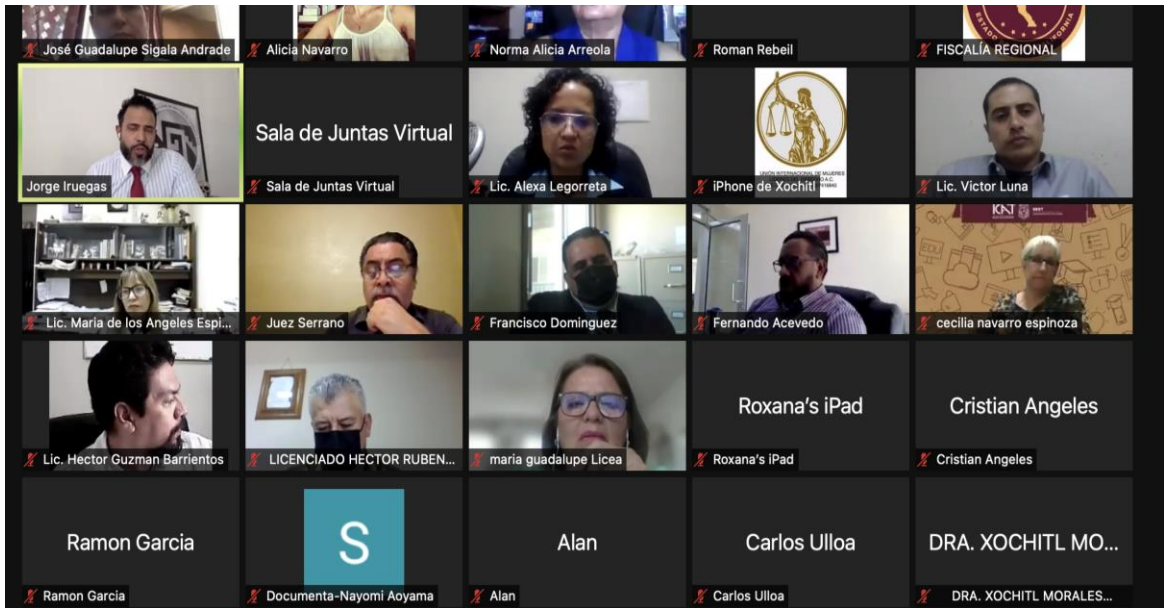 José Guadalupe Sigala Andrade
Alicia Navarro
Norma Alicia Arreola
Roman Rebeil
FISCALÍA REGIONAL
Jorge Iruegas
Sala de Juntas Virtual
Sala de Juntas Virtual
Lic. Alexa Legorreta
UNIÓN INTERNACIONAL DE MUJERES
iPhone de Xochitl
Lic. Victor Luna
Lic. Maria de los Angeles Espi...
Juez Serrano
Francisco Dominguez
Fernando Acevedo
cecilia navarro espinoza
Lic. Hector Guzman Barrientos
LICENCIADO HECTOR RUBEN...
maria guadalupe Licea
Roxana's iPad
Roxana's iPad
Cristian Angeles
Cristian Angeles
Ramon Garcia
Ramon Garcia
S
Documenta-Nayomi Aoyama
Alan
Alan
Carlos Ulloa
Carlos Ulloa
DRA. XOCHITL MO...
DRA. XOCHITL MORALES...